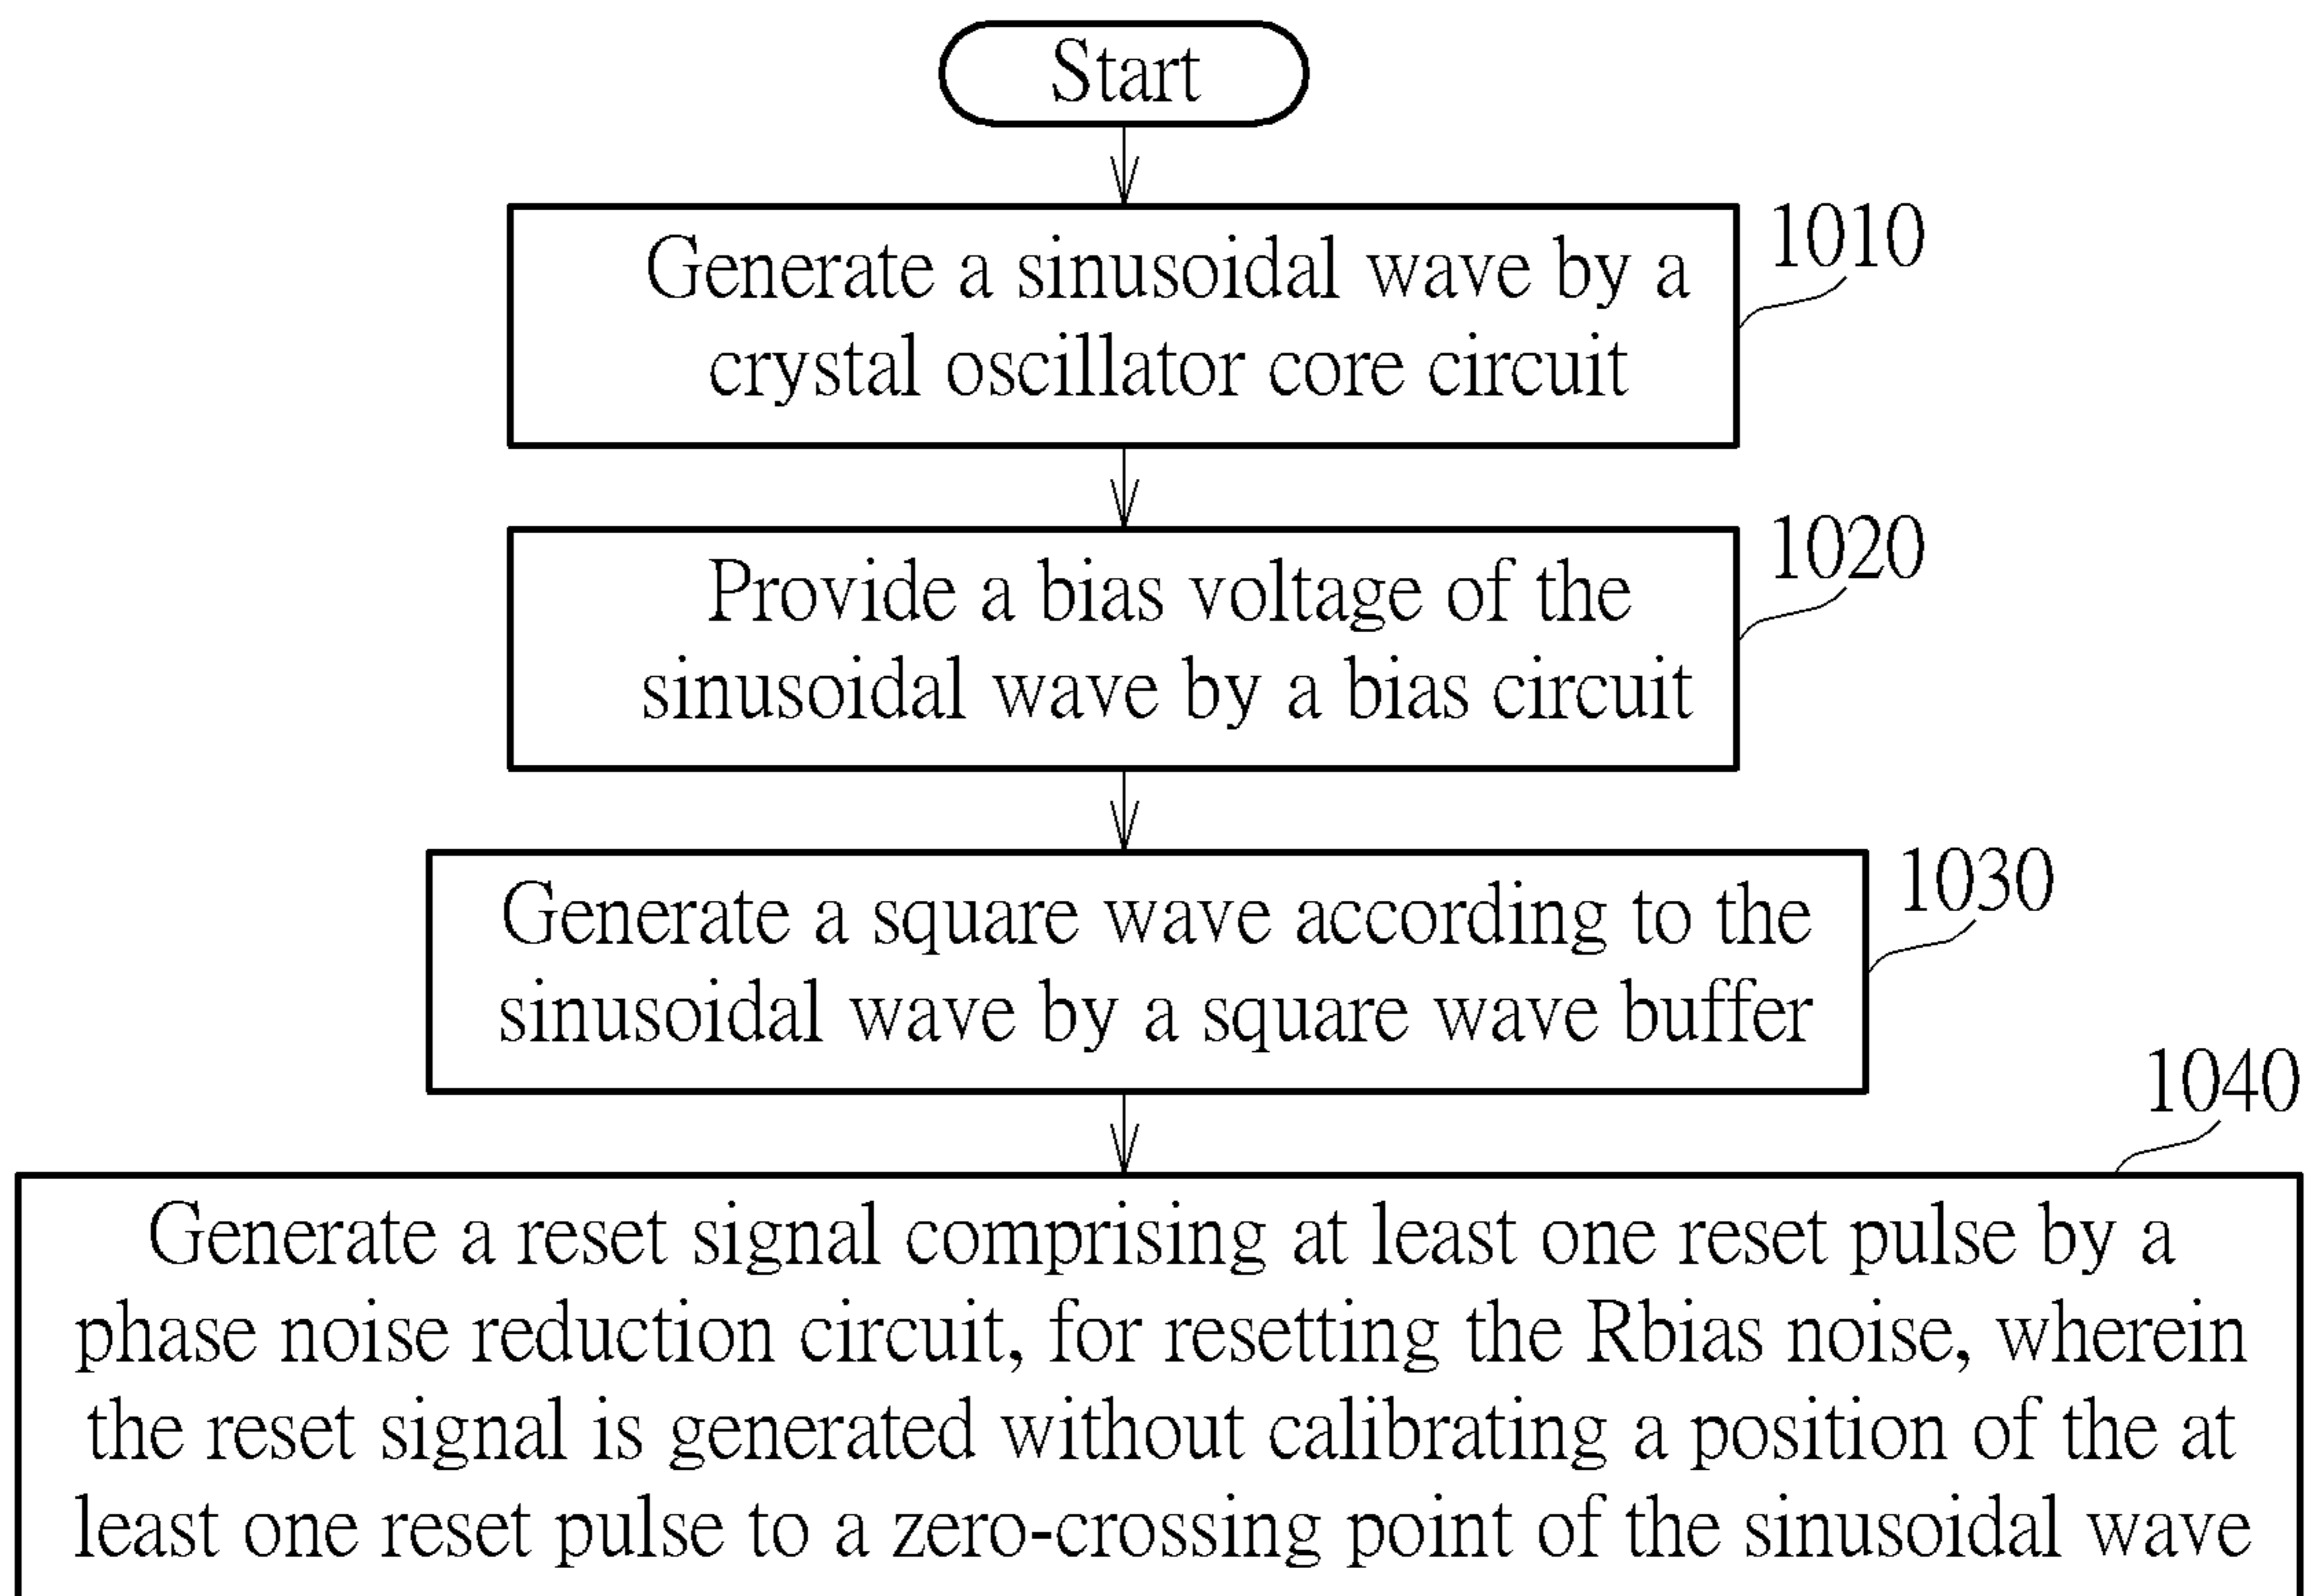 Start
1010
Generate a sinusoidal wave by a
crystal oscillator core circuit
1020
Provide a bias voltage of the
sinusoidal wave by a bias circuit
1030
Generate a square wave according to the
sinusoidal wave by a square wave buffer
1040
Generate a reset signal comprising at least one reset pulse by a
phase noise reduction circuit, for resetting the Rbias noise, wherein
the reset signal is generated without calibrating a position of the at
least one reset pulse to a zero-crossing point of the sinusoidal wave